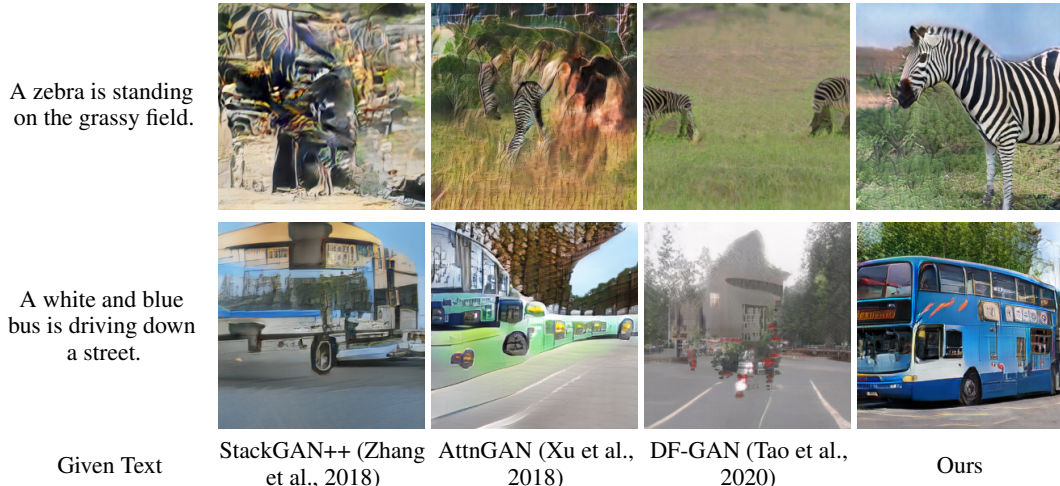 A zebra is standing
on the grassy field.
A white and blue
bus is driving down
a street.
Given Text
StackGAN++ (Zhang
et al., 2018)
AttnGAN (Xu et al.,
2018)
DF-GAN (Tao et al.,
2020)
Ours